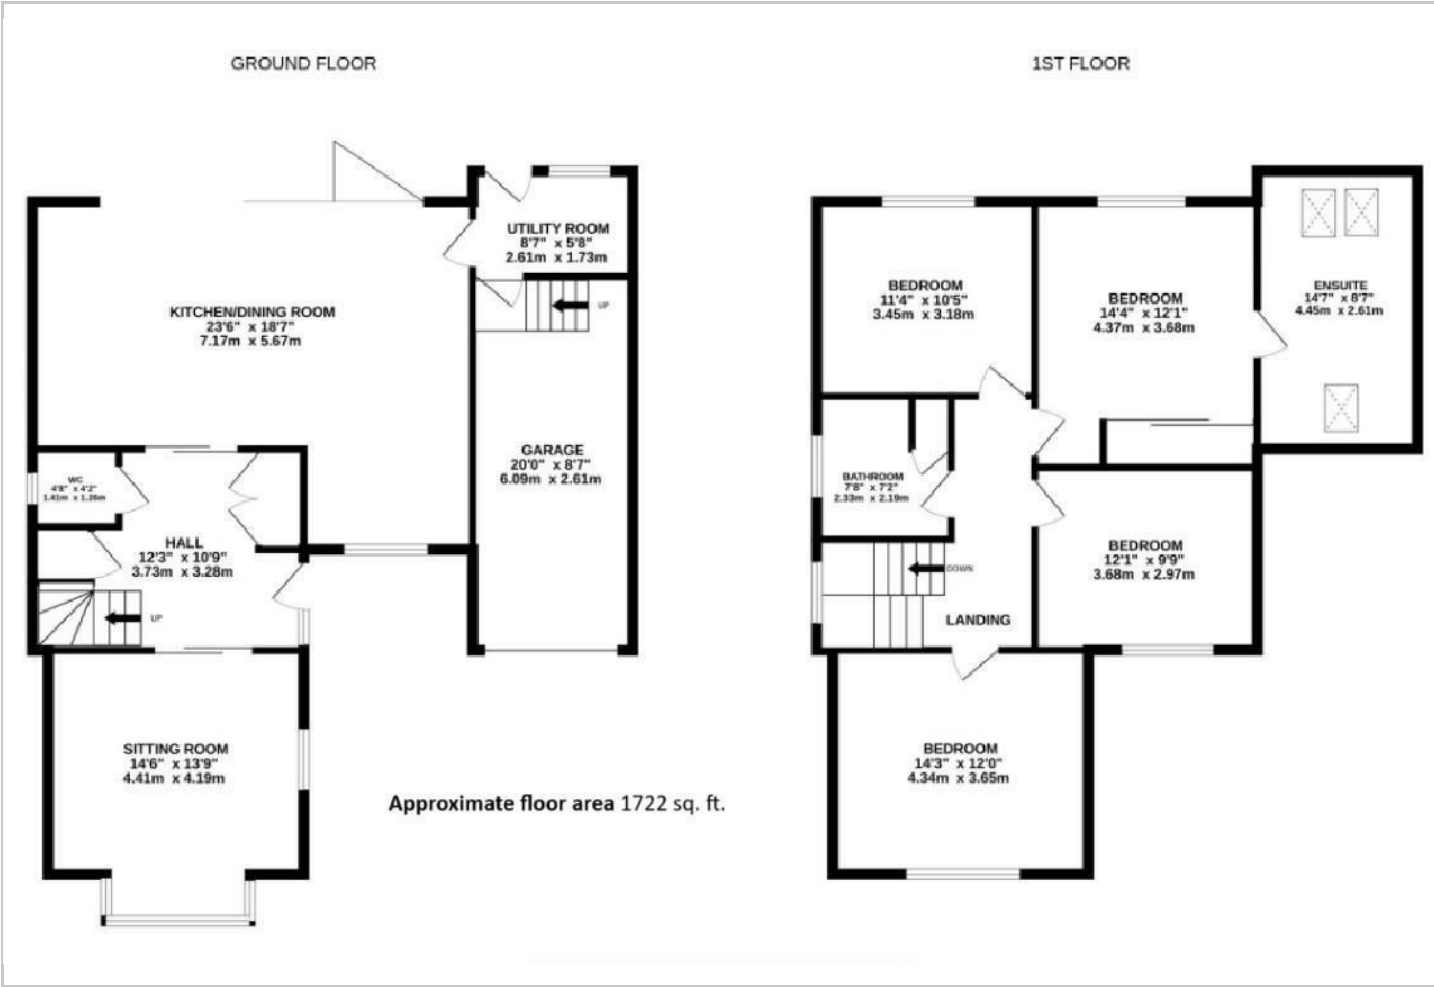 GROUND FLOOR
1ST FLOOR
UTILITY ROOM
8'7" x 5'8"
2.61m x 1.73m
UP
KITCHEN/DINING ROOM
23'6" x 18'7"
7.17m x 5.67m
GARAGE
20'0" x 8'7"
6.09m x 2.61m
WC
4'8" x 4'2"
HALL
12'3" x 10'9"
3.73m x 3.28m
UP
SITTING ROOM
14'6" x 13'9"
4.41m x 4.19m
Approximate floor area 1722 sq. ft.
BEDROOM
11'4" x 10'5"
3.45m x 3.18m
BEDROOM
14'4" x 12'1"
4.37m x 3.68m
ENSUITE
14'7" x 8'7"
4.45m x 2.61m
BATHROOM
7'8" x 7'2"
2.33m x 2.19m
DOWN
LANDING
BEDROOM
12'1" x 9'9"
3.68m x 2.97m
BEDROOM
14'3" x 12'0"
4.34m x 3.65m